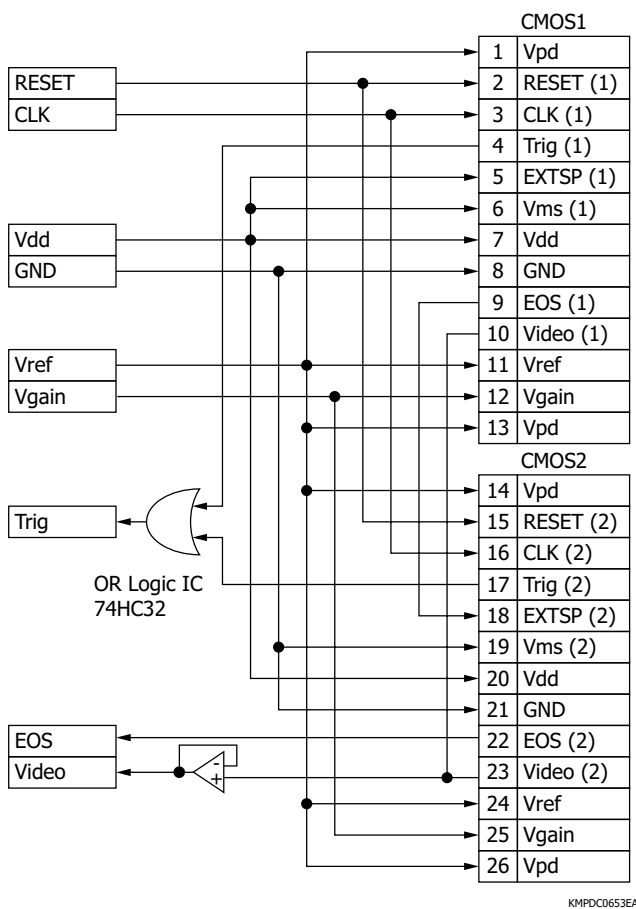 CMOS1
1 Vpd
RESET 2 RESET (1)
CLK 3 CLK (1)
4 Trig (1)
5 EXTSP (1)
6 Vms (1)
Vdd 7 Vdd
GND 8 GND
9 EOS (1)
10 Video (1)
Vref 11 Vref
Vgain 12 Vgain
13 Vpd
CMOS2
14 Vpd
Trig 15 RESET (2)
16 CLK (2)
OR Logic IC 17 Trig (2)
74HC32
18 EXTSP (2)
19 Vms (2)
20 Vdd
21 GND
EOS 22 EOS (2)
Video - + 23 Video (2)
24 Vref
25 Vgain
26 Vpd
KMPDC0653EA